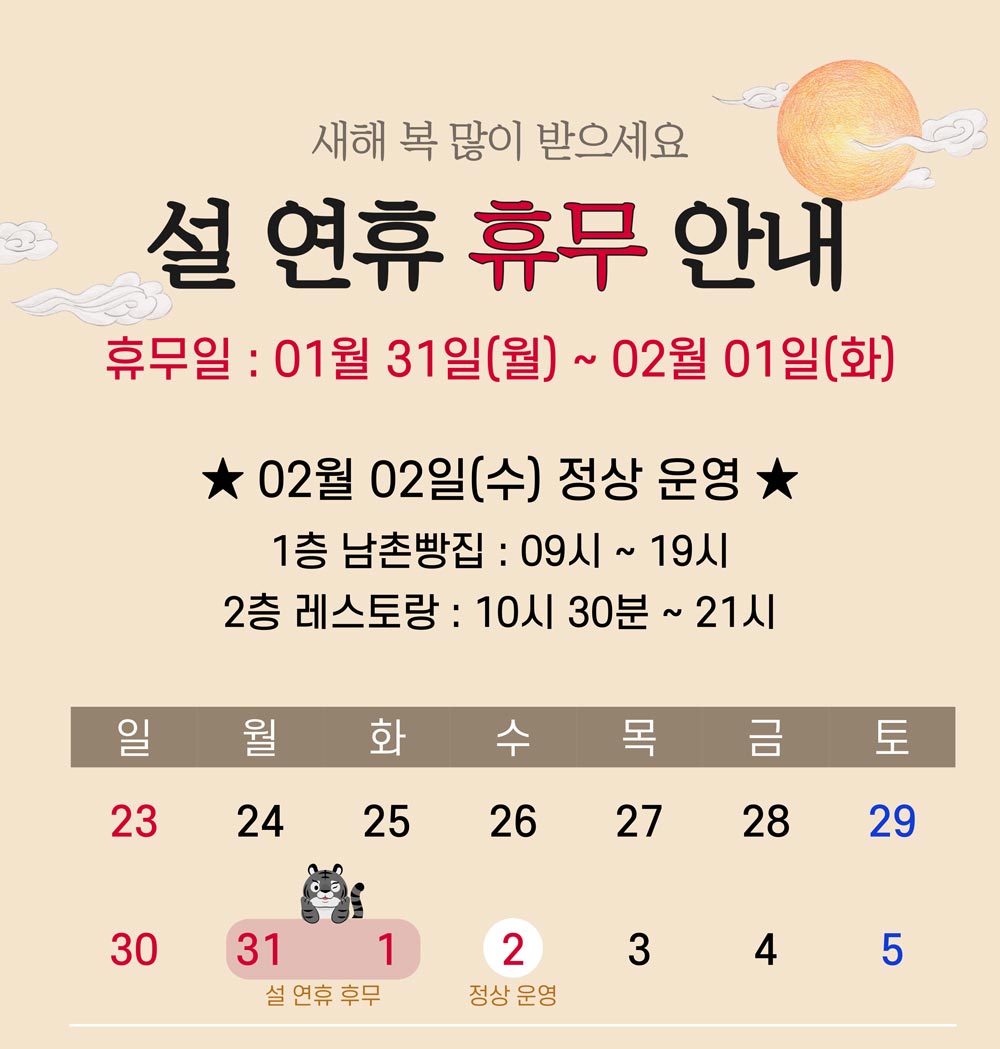 새해 복 많이 받으세요
설 연휴 휴무 안내
휴무일 : 01월 31일(월) ~ 02월 01일(화)
★ 02월 02일(수) 정상 운영 ★
1층 남촌빵집 : 09시 ~ 19시
2층 레스토랑 : 10시 30분 ~ 21시
일 월 화 수 목 금 토
23 24 25 26 27 28 29
30 31 1 2 3 4 5
설 연휴 후무 정상 운영